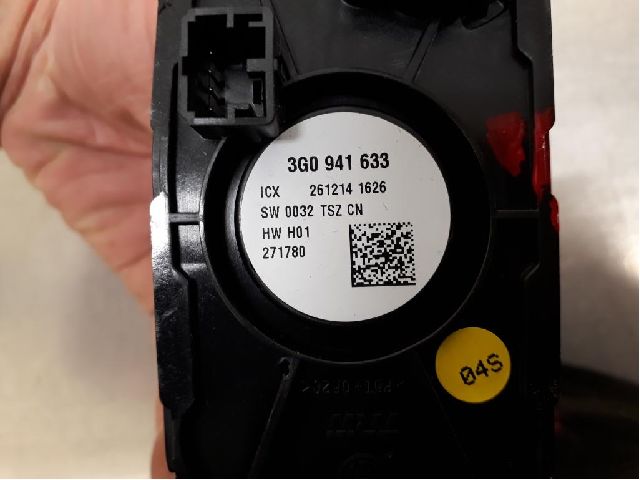 3G0 941 633
ICX 261214 1626
SW 0032 TSZ CN
HW H01
271780
04S